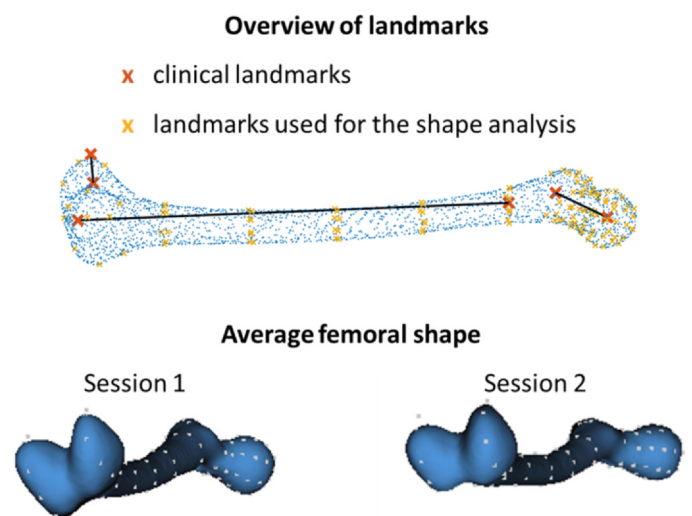 Overview of landmarks
x clinical landmarks
x landmarks used for the shape analysis
Average femoral shape
Session 1
Session 2